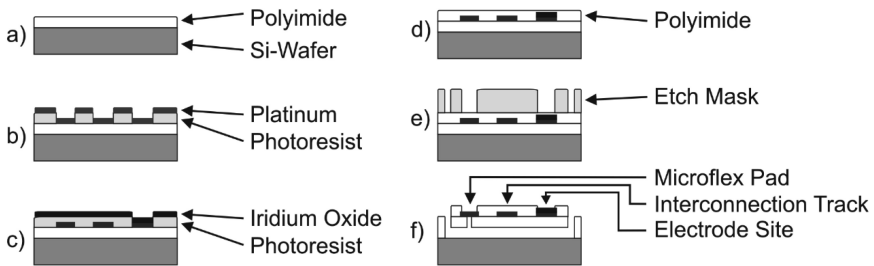 a)
Polyimide
Si-Wafer
b)
Platinum
Photoresist
c)
Iridium Oxide
Photoresist
d)
Polyimide
e)
Etch Mask
f)
Microflex Pad
Interconnection Track
Electrode Site